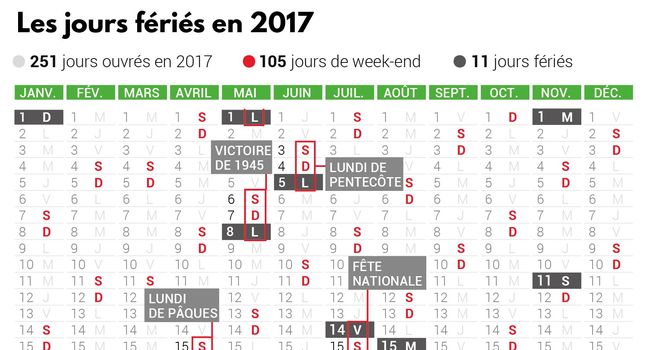 Les jours fériés en 2017
251 jours ouvrés en 2017 105 jours de week-end 11 jours fériés
JANV. FÉV. MARS AVRIL MAI JUIN JUIL. AOÛT SEPT. OCT. NOV. DÉC.
1 D 1 M 1 M 1 S 1 L 1 J 1 S 1 M 1 V 1 D 1 M 1 V
2 L 2 J 2 J 2 D 2 M 2 V 2 D 2 M 2 S 2 L 2 J 2 S
3 M 3 V 3 V 3 L 3 S 3 L 3 J 3 D 3 M 3 V 3 D
VICTOIRE
DE 1945
4 M 4 S 4 S 4 M 4 D 4 V 4 L 4 M 4 S 4 L
LUNDI DE
PENTECÔTE
5 J 5 D 5 D 5 M 5 V 5 L S 5 M 5 J 5 D 5 M
6 V 6 L 6 L 6 J 6 S 6 M 6 J 6 D 6 M 6 V 6 L 6 M
7 S 7 M 7 M 7 V 7 D 7 M 7 V 7 L 7 J 7 S 7 M 7 J
8 D 8 M 8 M 8 S 8 L 8 J 8 S 8 M 8 V 8 D 8 M 8 V
9 L 9 J 9 J 9 D 9 M 9 V 9 D 9 M 9 S 9 L 9 J 9 S
10 M 10 V 10 V 10 L 10 M 10 S 10 10 D 10 M 10 V 10 D
FÊTE
NATIONALE
11 M 11 S 11 S 11 M 11 J 11 D 11 11 L 11 M 11 S 11 L
12 J 12 D 12 12 V 12 L 12 M 12 S 12 M 12 J 12 D 12 M
LUNDI
DE PÂQUES
13 V 13 L 13 13 S 13 M 13 J 13 D 13 M 13 V 13 L 13 M
14 S 14 M 14 M 14 V 14 D 14 M 14 V 14 L 14 J 14 S 14 M 14 J
15 D 15 M 15 M 15 S 15 L 15 J 15 S 15 M 15 V 15 D 15 M 15 V